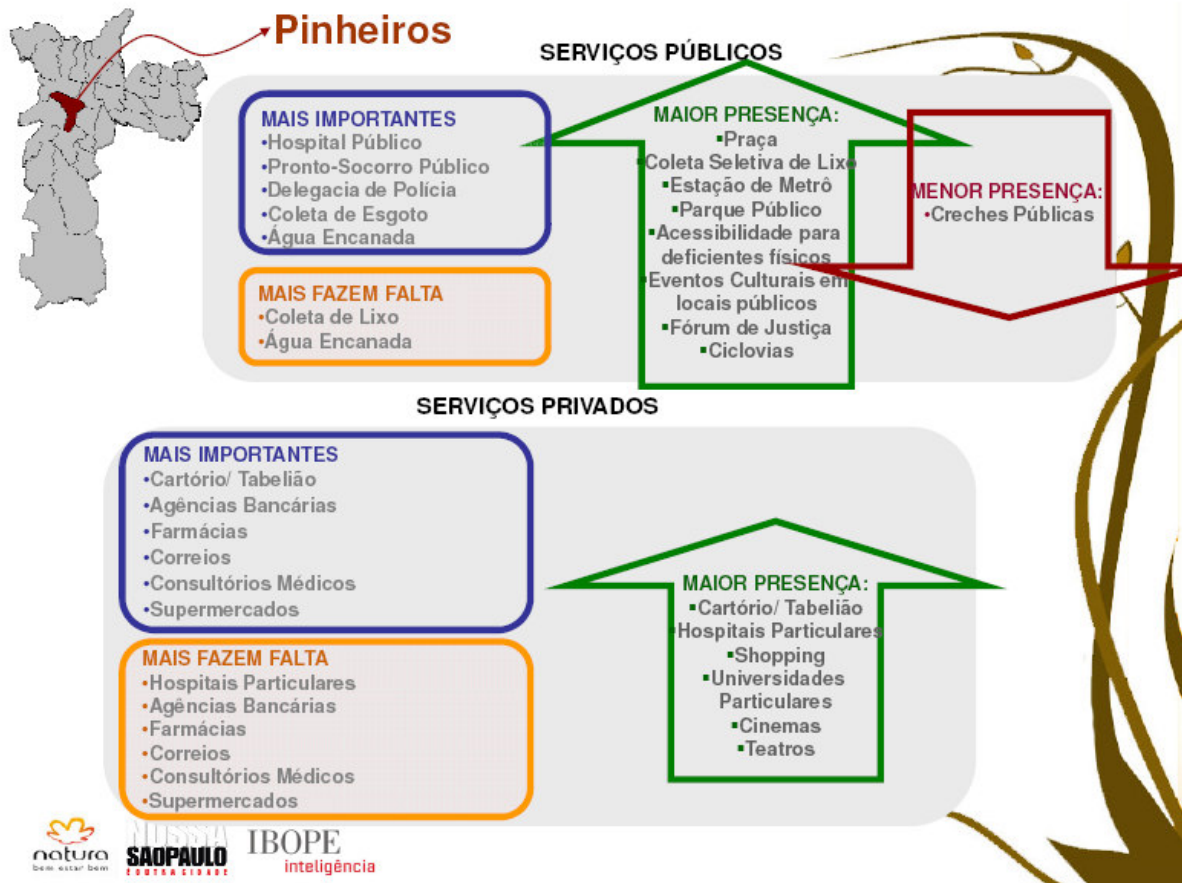 Pinheiros
SERVIÇOS PÚBLICOS
MAIS IMPORTANTES
•Hospital Público
•Pronto-Socorro Público
•Delegacia de Polícia
•Coleta de Esgoto
•Água Encanada
MAIS FAZEM FALTA
•Coleta de Lixo
•Água Encanada
MAIOR PRESENÇA:
▪Praça
▪Coleta Seletiva de Lixo
▪Estação de Metrô
▪Parque Público
▪Acessibilidade para
deficientes físicos
▪Eventos Culturais em
locais públicos
▪Fórum de Justiça
▪Ciclovias
MENOR PRESENÇA:
•Creches Públicas
SERVIÇOS PRIVADOS
MAIS IMPORTANTES
•Cartório/ Tabelião
•Agências Bancárias
•Farmácias
•Correios
•Consultórios Médicos
•Supermercados
MAIS FAZEM FALTA
•Hospitais Particulares
•Agências Bancárias
•Farmácias
•Correios
•Consultórios Médicos
•Supermercados
MAIOR PRESENÇA:
▪Cartório/ Tabelião
▪Hospitais Particulares
▪Shopping
▪Universidades
Particulares
▪Cinemas
▪Teatros
natura
bem estar bem
NOSSA
SAOPAULO
É OUTRA CIDADE
IBOPE
inteligência